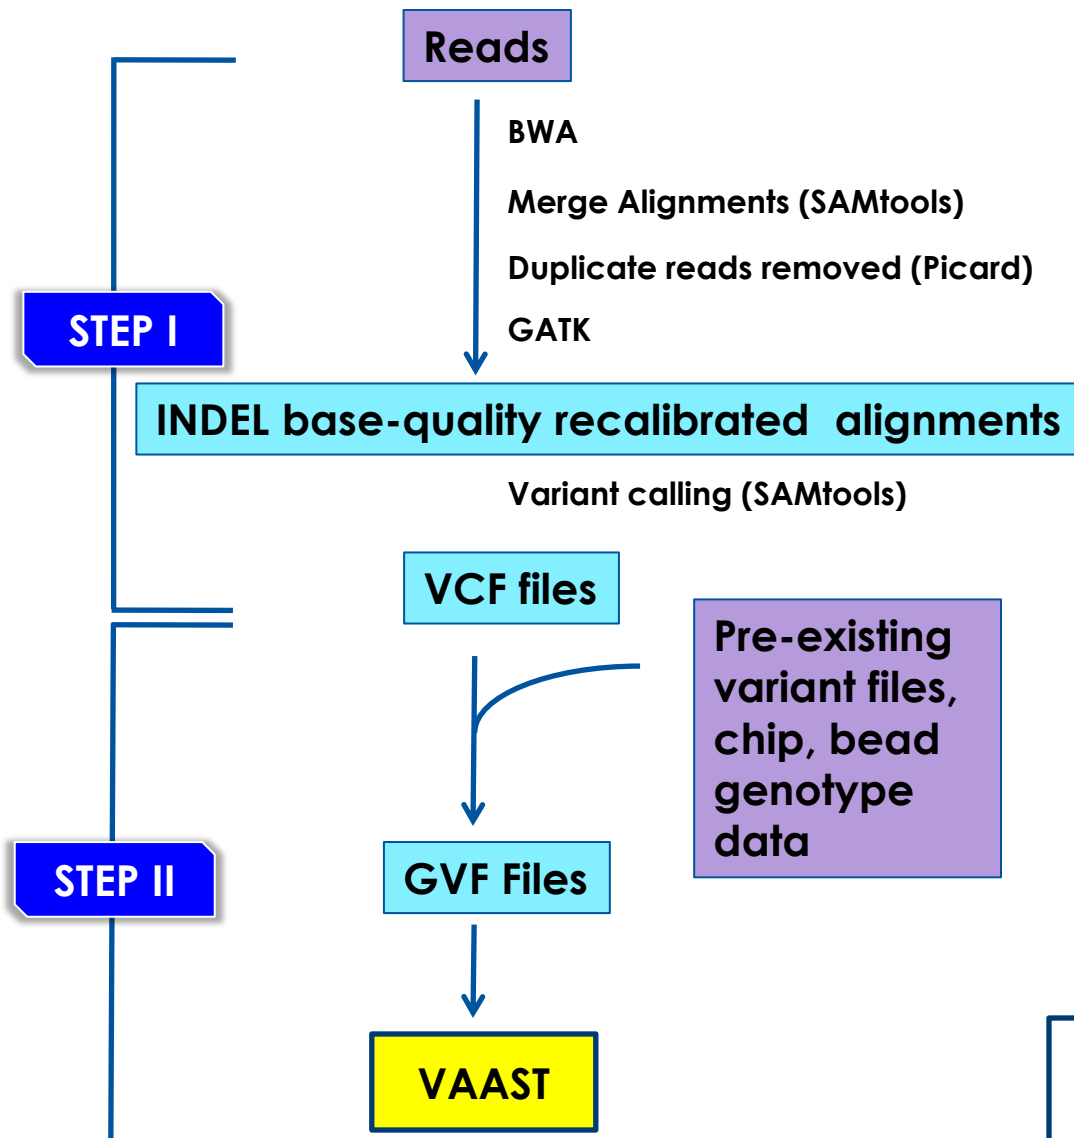 Reads
BWA
Merge Alignments (SAMtools)
Duplicate reads removed (Picard)
STEP I
GATK
INDEL base-quality recalibrated  alignments
Variant calling (SAMtools)
VCF files
Pre-existing
variant files,
chip, bead
genotype
data
STEP II
GVF Files
VAAST